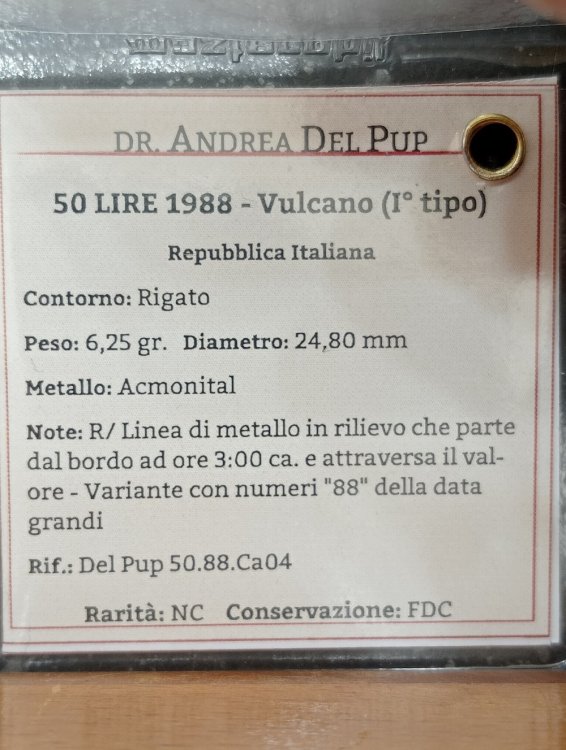 DR. ANDREA DEL PUP
50 LIRE 1988 - Vulcano (I° tipo)
Repubblica Italiana
Contorno: Rigato
Peso: 6,25 gr. Diametro: 24,80 mm
Metallo: Acmonital
Note: R/ Linea di metallo in rilievo che parte
dal bordo ad ore 3:00 ca. e attraversa il val-
ore - Variante con numeri "88" della data
grandi
Rif.: Del Pup 50.88.Ca04
Rarità: NC Conservazione: FDC